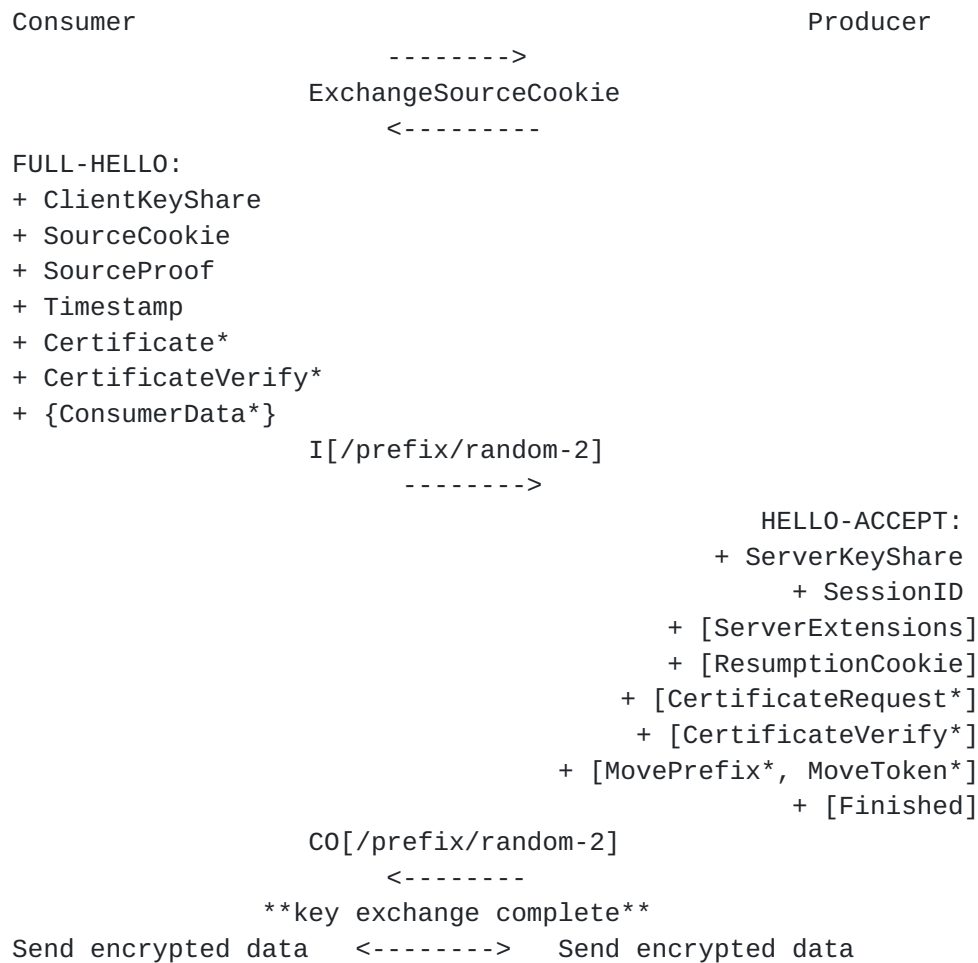 Consumer                                           Producer
                        -------->
                   ExchangeSourceCookie
                        <---------
FULL-HELLO:
+ ClientKeyShare
+ SourceCookie
+ SourceProof
+ Timestamp
+ Certificate*
+ CertificateVerify*
+ {ConsumerData*}
                   I[/prefix/random-2]
                         -------->
                                                HELLO-ACCEPT:
                                             + ServerKeyShare
                                                  + SessionID
                                          + [ServerExtensions]
                                          + [ResumptionCookie]
                                       + [CertificateRequest*]
                                        + [CertificateVerify*]
                                   + [MovePrefix*, MoveToken*]
                                                  + [Finished]
                   CO[/prefix/random-2]
                        <--------
                **key exchange complete**
Send encrypted data   <-------->   Send encrypted data